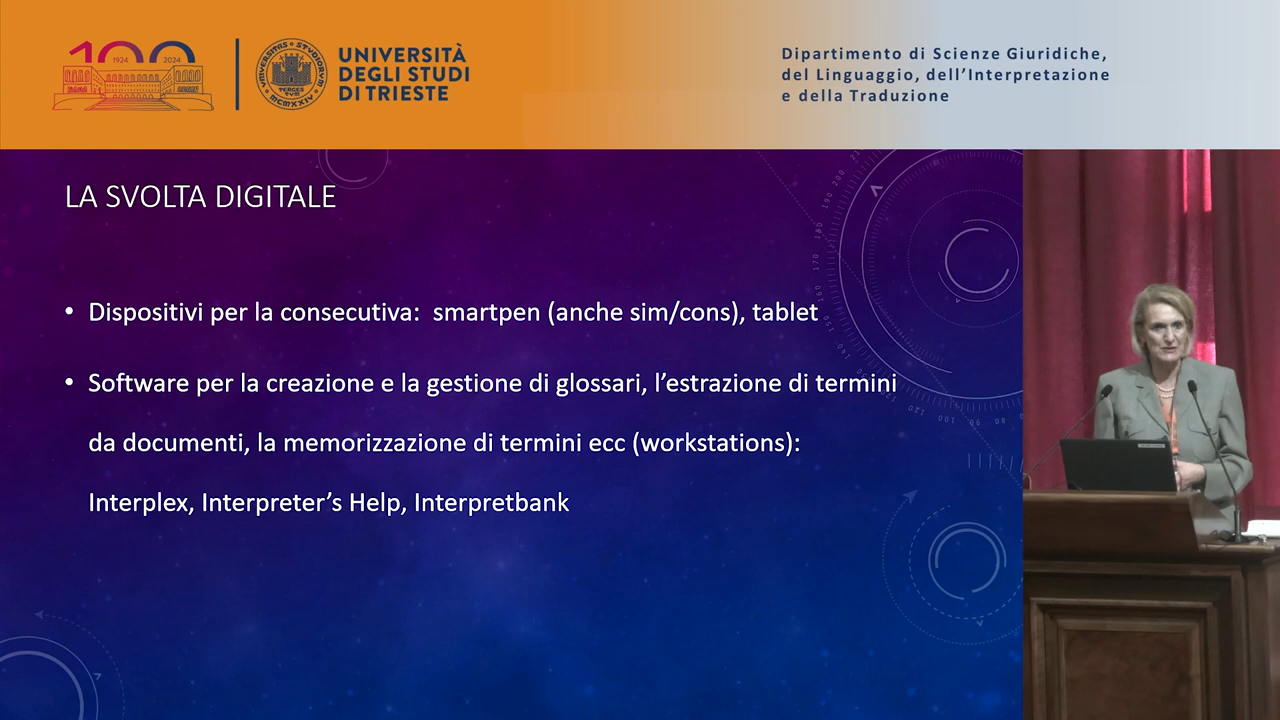 100
1924 2024
UNIVERSITÀ
DEGLI STUDI
DI TRIESTE
Dipartimento di Scienze Giuridiche,
del Linguaggio, dell’Interpretazione
e della Traduzione
LA SVOLTA DIGITALE
• Dispositivi per la consecutiva: smartpen (anche sim/cons), tablet
• Software per la creazione e la gestione di glossari, l’estrazione di termini
da documenti, la memorizzazione di termini ecc (workstations):
Interplex, Interpreter’s Help, Interpretbank